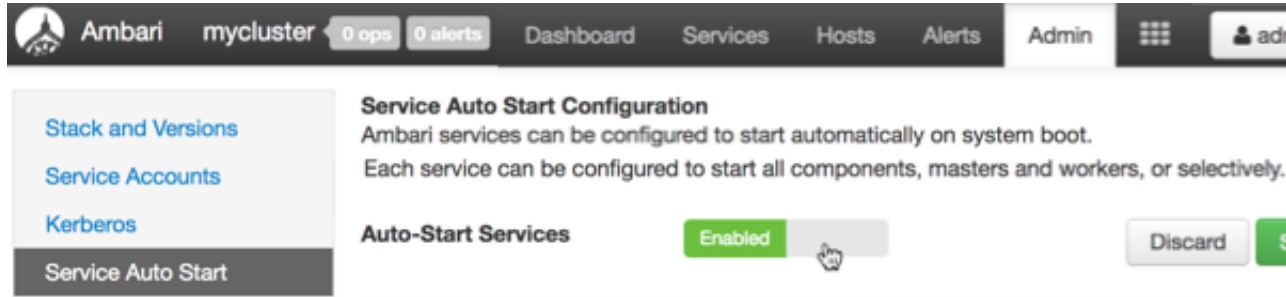 Ambari mycluster 0 ops 0 alerts Dashboard Services Hosts Alerts Admin
Stack and Versions
Service Accounts
Kerberos
Service Auto Start
Service Auto Start Configuration
Ambari services can be configured to start automatically on system boot.
Each service can be configured to start all components, masters and workers, or selectively.
Auto-Start Services Enabled Discard